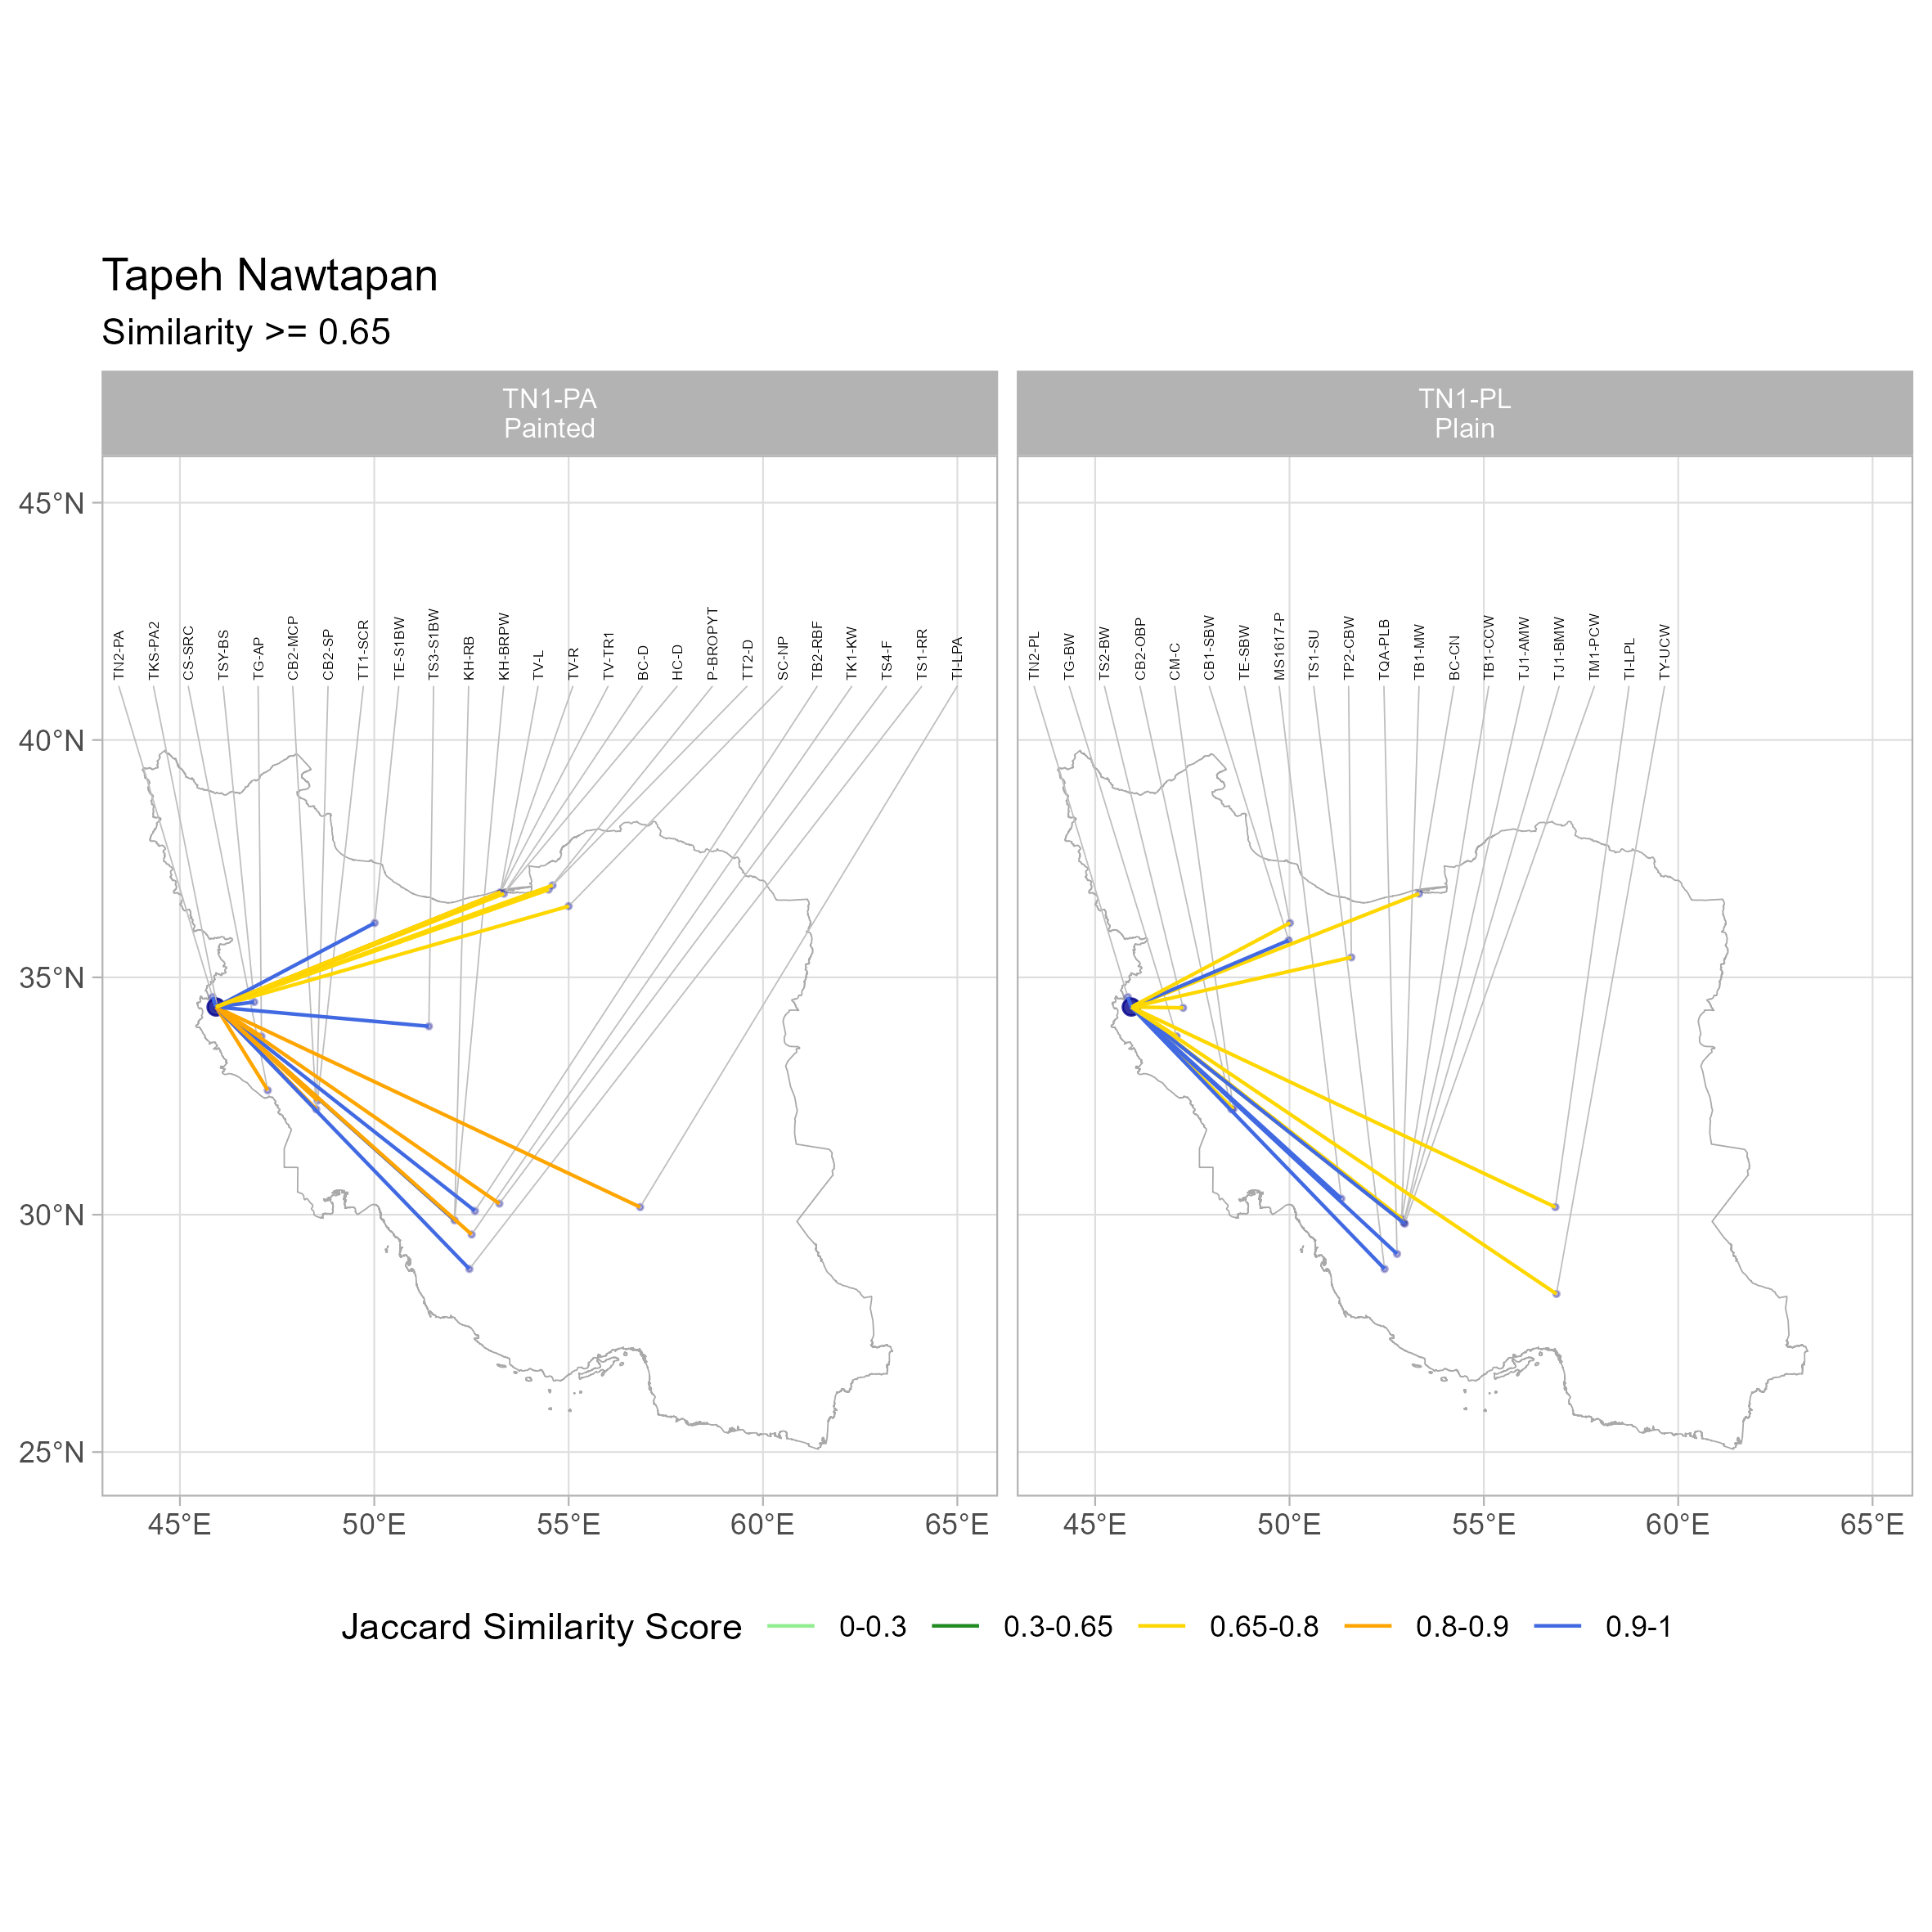 Tapeh Nawtapan
Similarity >= 0.65
TN1-PA
Painted
TN1-PL
Plain
45°N
40°N
35°N
30°N
25°N
TN2-PA
TKS-PA2
CS-SRC
TSY-BS
TG-AP
CB2-MCP
CB2-SP
TT1-SCR
TE-S1BW
TS3-S1BW
KH-RB
KH-BRPW
TV-L
TV-R
TV-TR1
BC-D
HC-D
P-BROPYT
TT2-D
SC-NP
TB2-RBF
TK1-KW
TS4-F
TS1-RR
TI-LPA
TN2-PL
TG-BW
TS2-BW
CB2-OBP
CM-C
CB1-SBW
TE-SBW
MS1617-P
TS1-SU
TP2-CBW
TQA-PLB
TB1-MW
BC-CN
TB1-CCW
TJ1-AMW
TJ1-BMW
TM1-PCW
TI-LPL
TY-UCW
45°E 50°E 55°E 60°E 65°E
45°E 50°E 55°E 60°E 65°E
Jaccard Similarity Score 0-0.3 0.3-0.65 0.65-0.8 0.8-0.9 0.9-1